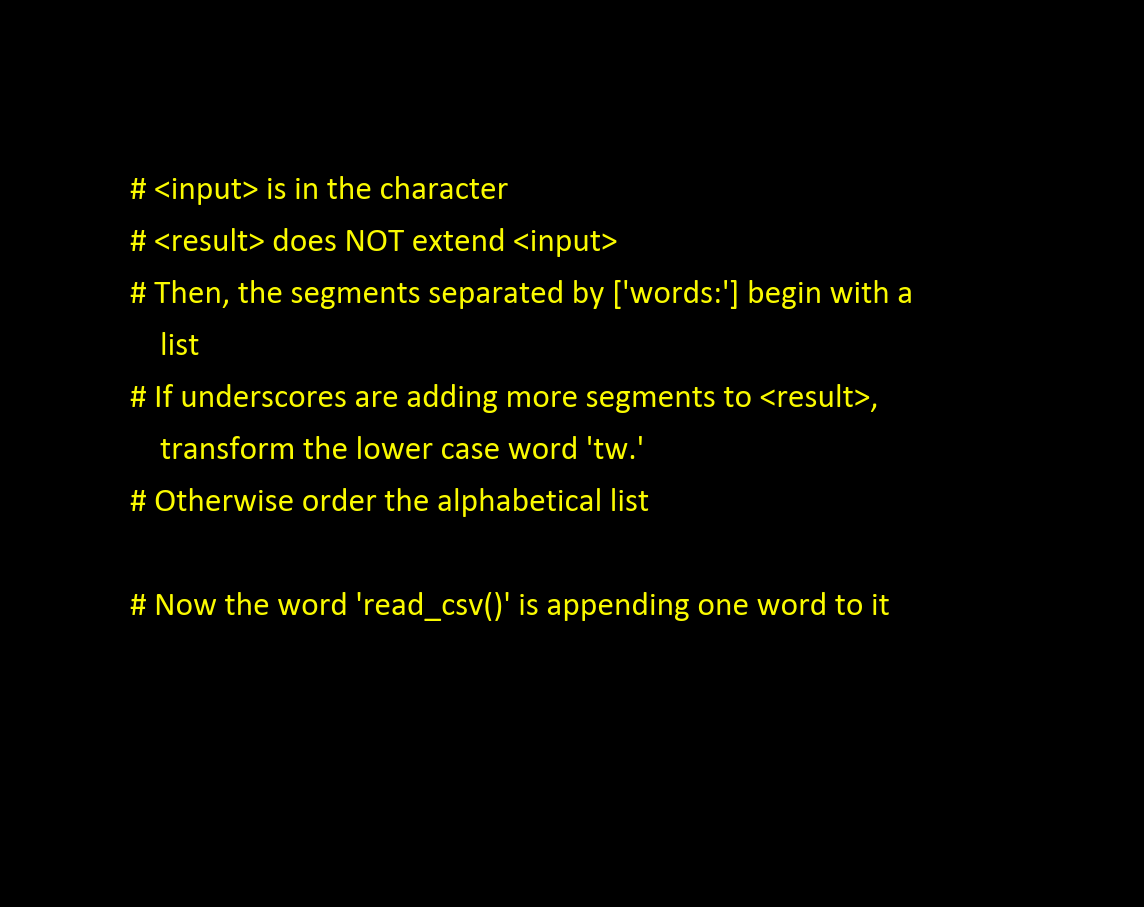 # <input> is in the character
# <result> does NOT extend <input>
# Then, the segments separated by ['words:'] begin with a
list
# If underscores are adding more segments to <result>,
transform the lower case word 'tw.'
# Otherwise order the alphabetical list
# Now the word 'read_csv()' is appending one word to it